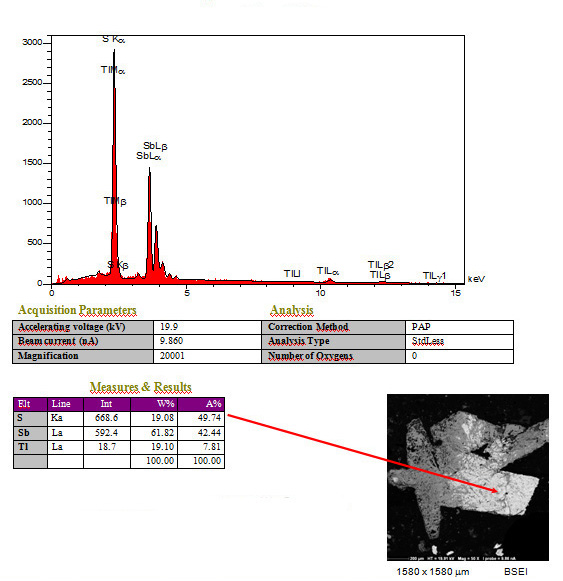 S Kα
3000
TlMα
2500
2000
SbLβ
SbLα
1500
TlMβ
1000
500
S Kβ
TlLl
TlLα
TlLβ2
TlLβ
TlLγ1
0
keV
0 5 10 15
Acquisition Parameters
Accelerating voltage (kV) 19.9
Beam current (nA) 9.860
Magnification 20001
Analysis
Correction Method PAP
Analysis Type StdLess
Number of Oxygens 0
Measures & Results
Elt Line Int W% A%
S Ka 668.6 19.08 49.74
Sb La 592.4 61.82 42.44
Tl La 18.7 19.10 7.81
100.00 100.00
1580 x 1580 µm BSEI